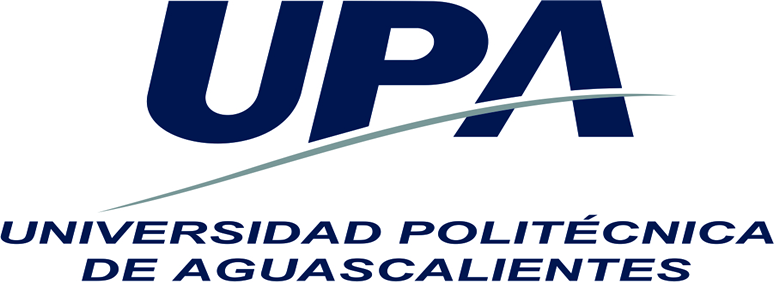 UPA
UNIVERSIDAD POLITÉCNICA
DE AGUASCALIENTES